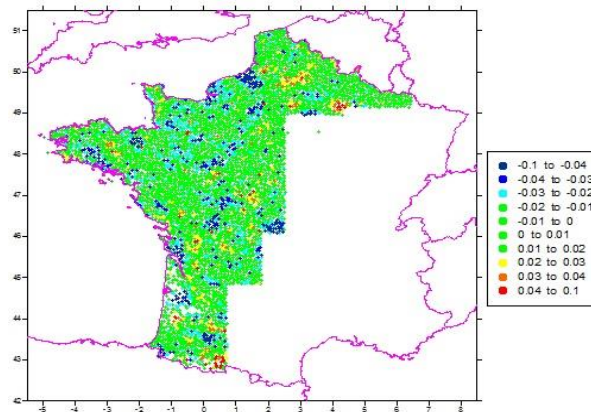 51
50
49
48
47
46
45
44
43
42
-5 -4 -3 -2 -1 0 1 2 3 4 5 6 7 8
-0.1 to -0.04
-0.04 to -0.03
-0.03 to -0.02
-0.02 to -0.01
-0.01 to 0
0 to 0.01
0.01 to 0.02
0.02 to 0.03
0.03 to 0.04
0.04 to 0.1